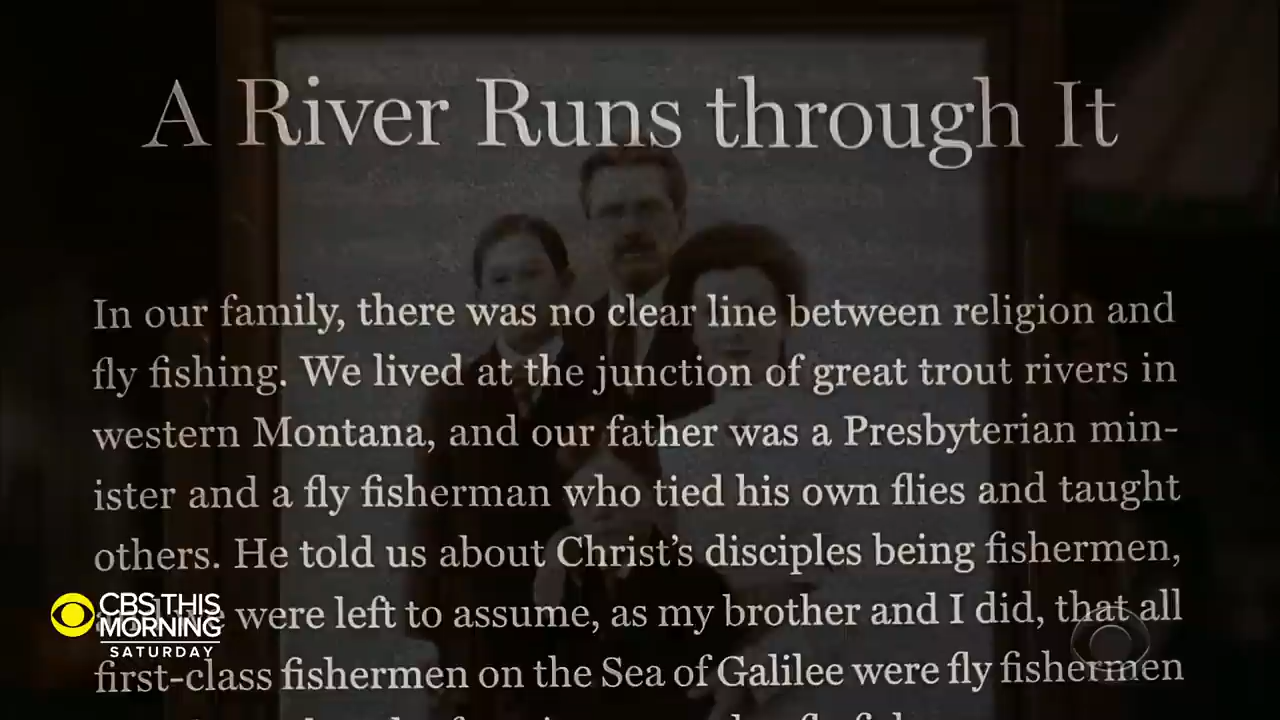 A River Runs through It
In our family, there was no clear line between religion and
fly fishing. We lived at the junction of great trout rivers in
western Montana, and our father was a Presbyterian min-
ister and a fly fisherman who tied his own flies and taught
others. He told us about Christ's disciples being fishermen,
were left to assume, as my brother and I did, that all
first-class fishermen on the Sea of Galilee were fly fishermen
CBS THIS
MORNING
SATURDAY